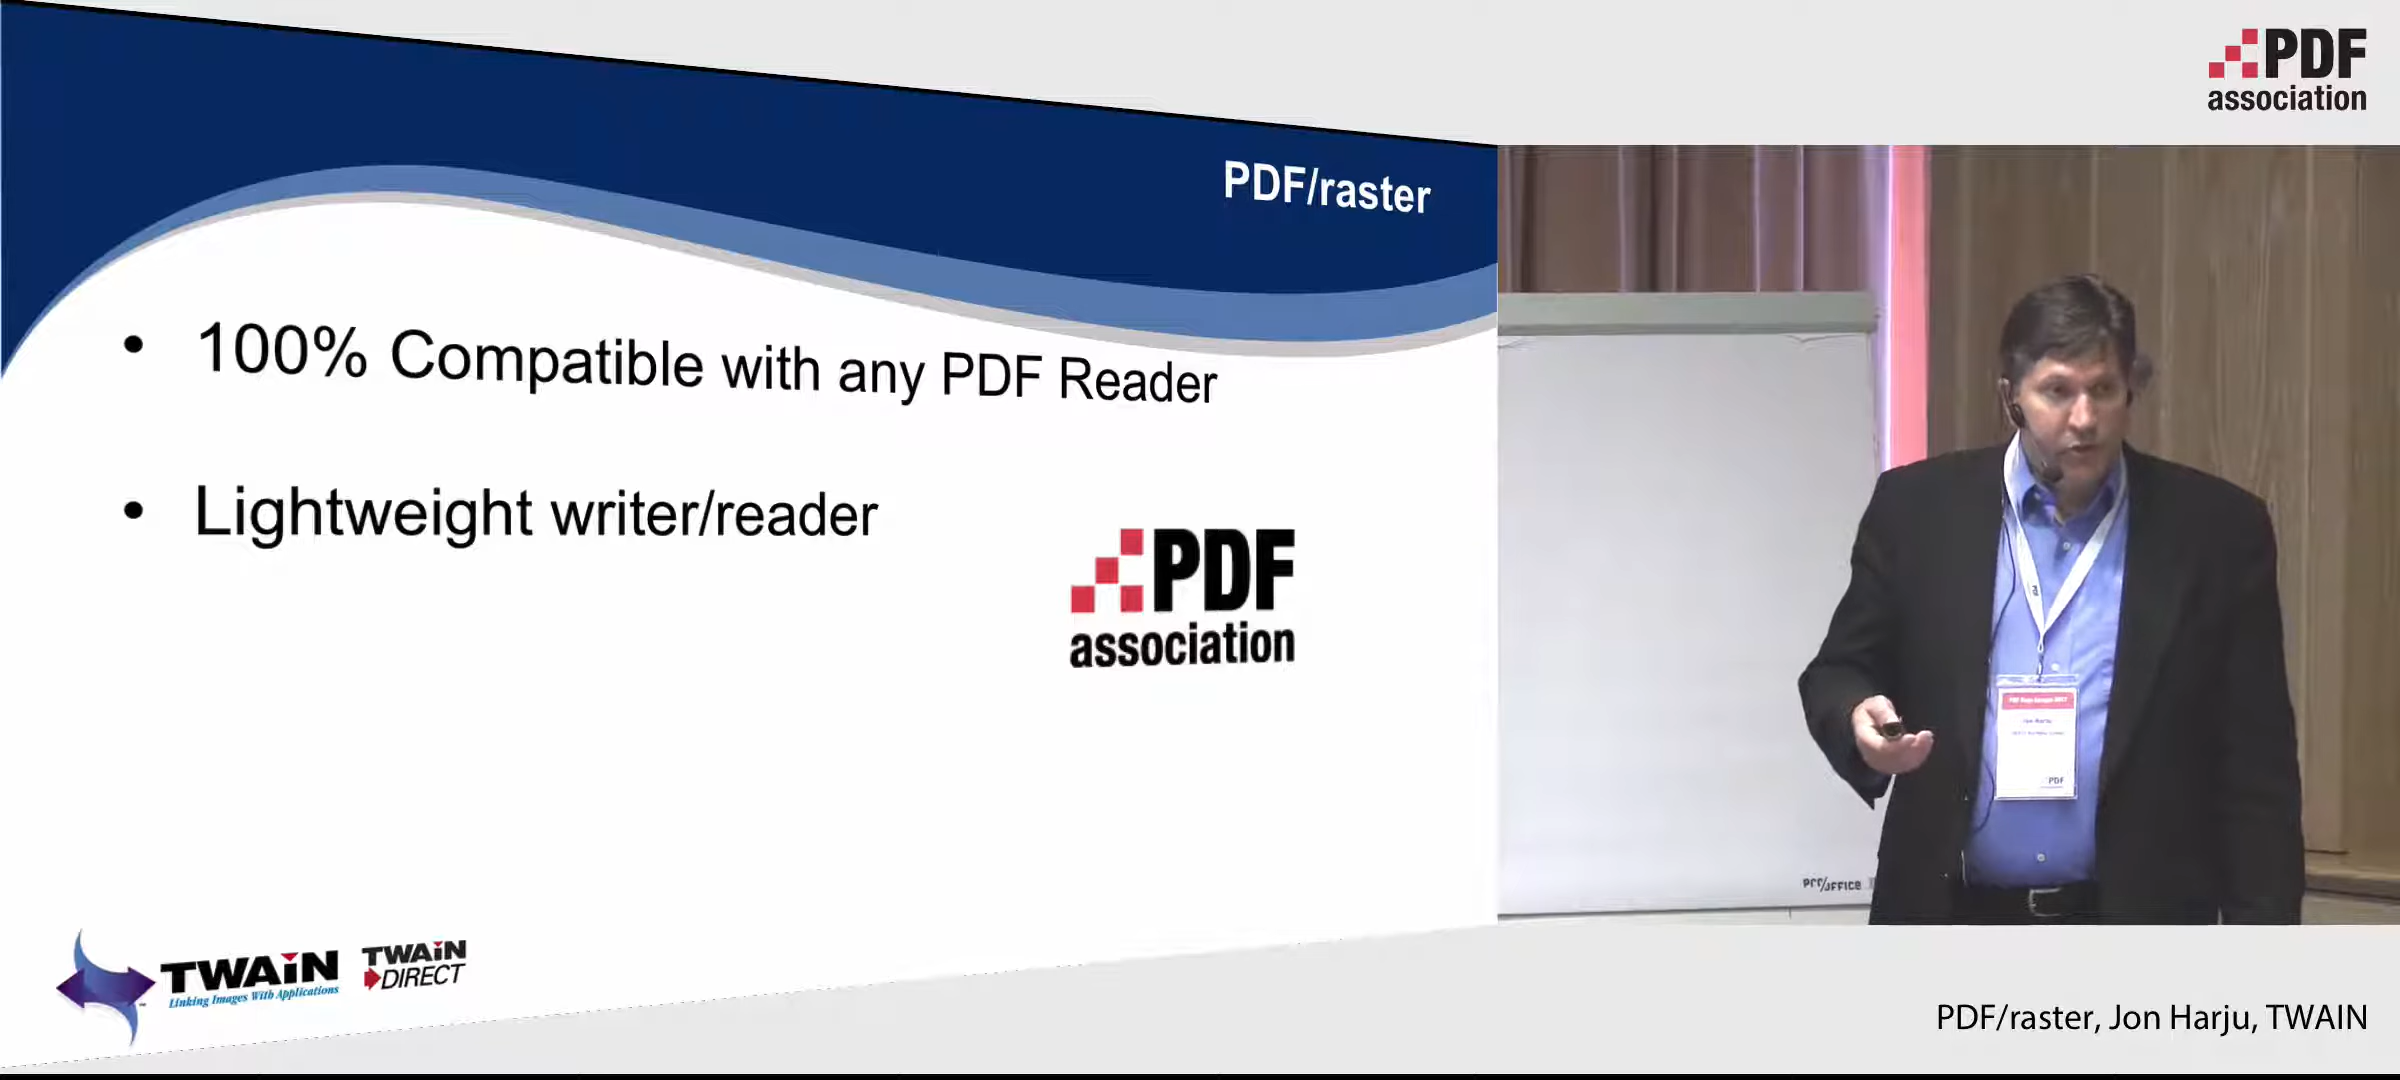 PDF
association
PDF/raster
• 100% Compatible with any PDF Reader
• Lightweight writer/reader
PDF
association
TWAIN
Linking Images With Applications
TWAIN
DIRECT
PDF
PDF/raster, Jon Harju, TWAIN